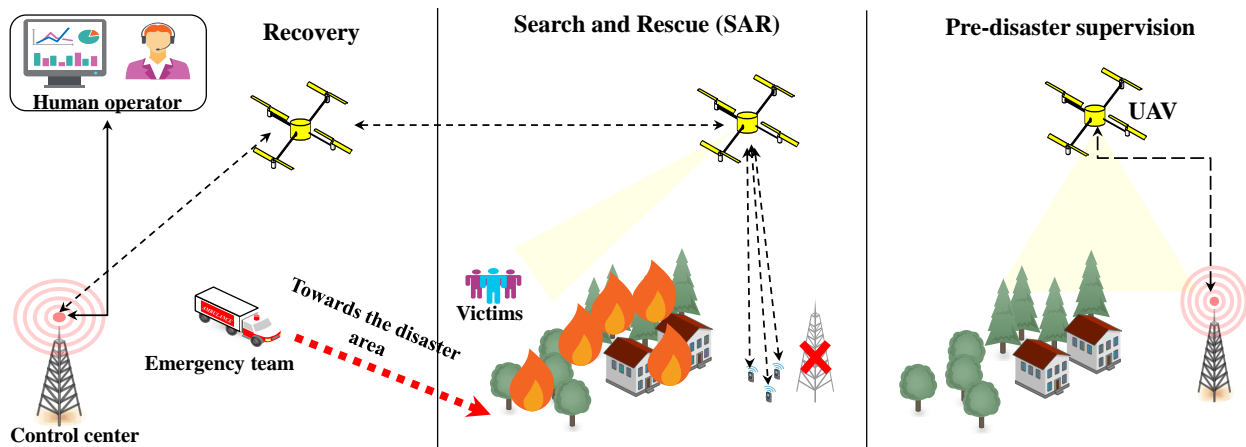 Recovery
Human operator
Control center
AMBULANCE
Emergency team
Towards the disaster
area
Search and Rescue (SAR)
Victims
Pre-disaster supervision
UAV